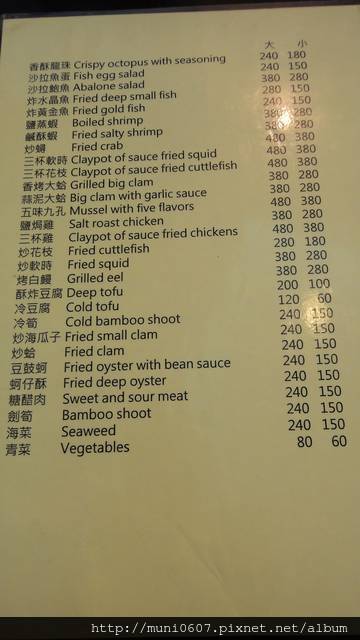 大 小
香酥龍珠 Crispy octopus with seasoning 240 180
沙拉魚蛋 Fish egg salad 240 150
沙拉鮑魚 Abalone salad 380 280
炸水晶魚 Fried deep small fish 280 150
炸黃金魚 Fried gold fish 240 150
鹽蒸蝦 Boiled shrimp 380 280
鹹酥蝦 Fried salty shrimp 380 280
炒蟳 Fried crab 480 380
三杯軟時 Claypot of sauce fried squid 480 380
三杯花枝 Claypot of sauce fried cuttlefish 480 380
香烤大蛤 Grilled big clam 380 280
蒜泥大蛤 Big clam with garlic sauce 380 280
五味九孔 Mussel with five flavors 480 380
鹽焗雞 Salt roast chicken 380 280
三杯雞 Claypot of sauce fried chickens 480 380
炒花枝 Fried cuttlefish 280 180
炒軟時 Fried squid 380 280
烤白鰻 Grilled eel 380 280
酥炸豆腐 Deep tofu 200 100
冷豆腐 Cold tofu 120 60
冷筍 Cold bamboo shoot 240 150
炒海瓜子 Fried small clam 240 150
炒蛤 Fried clam 240 150
豆鼓蚵 Fried oyster with bean sauce 240 150
蚵仔酥 Fried deep oyster 240 150
糖醋肉 Sweet and sour meat 240 150
劍筍 Bamboo shoot 240 150
海菜 Seaweed 240 150
青菜 Vegetables 80 60
http://muni0607.pixnet.net/album